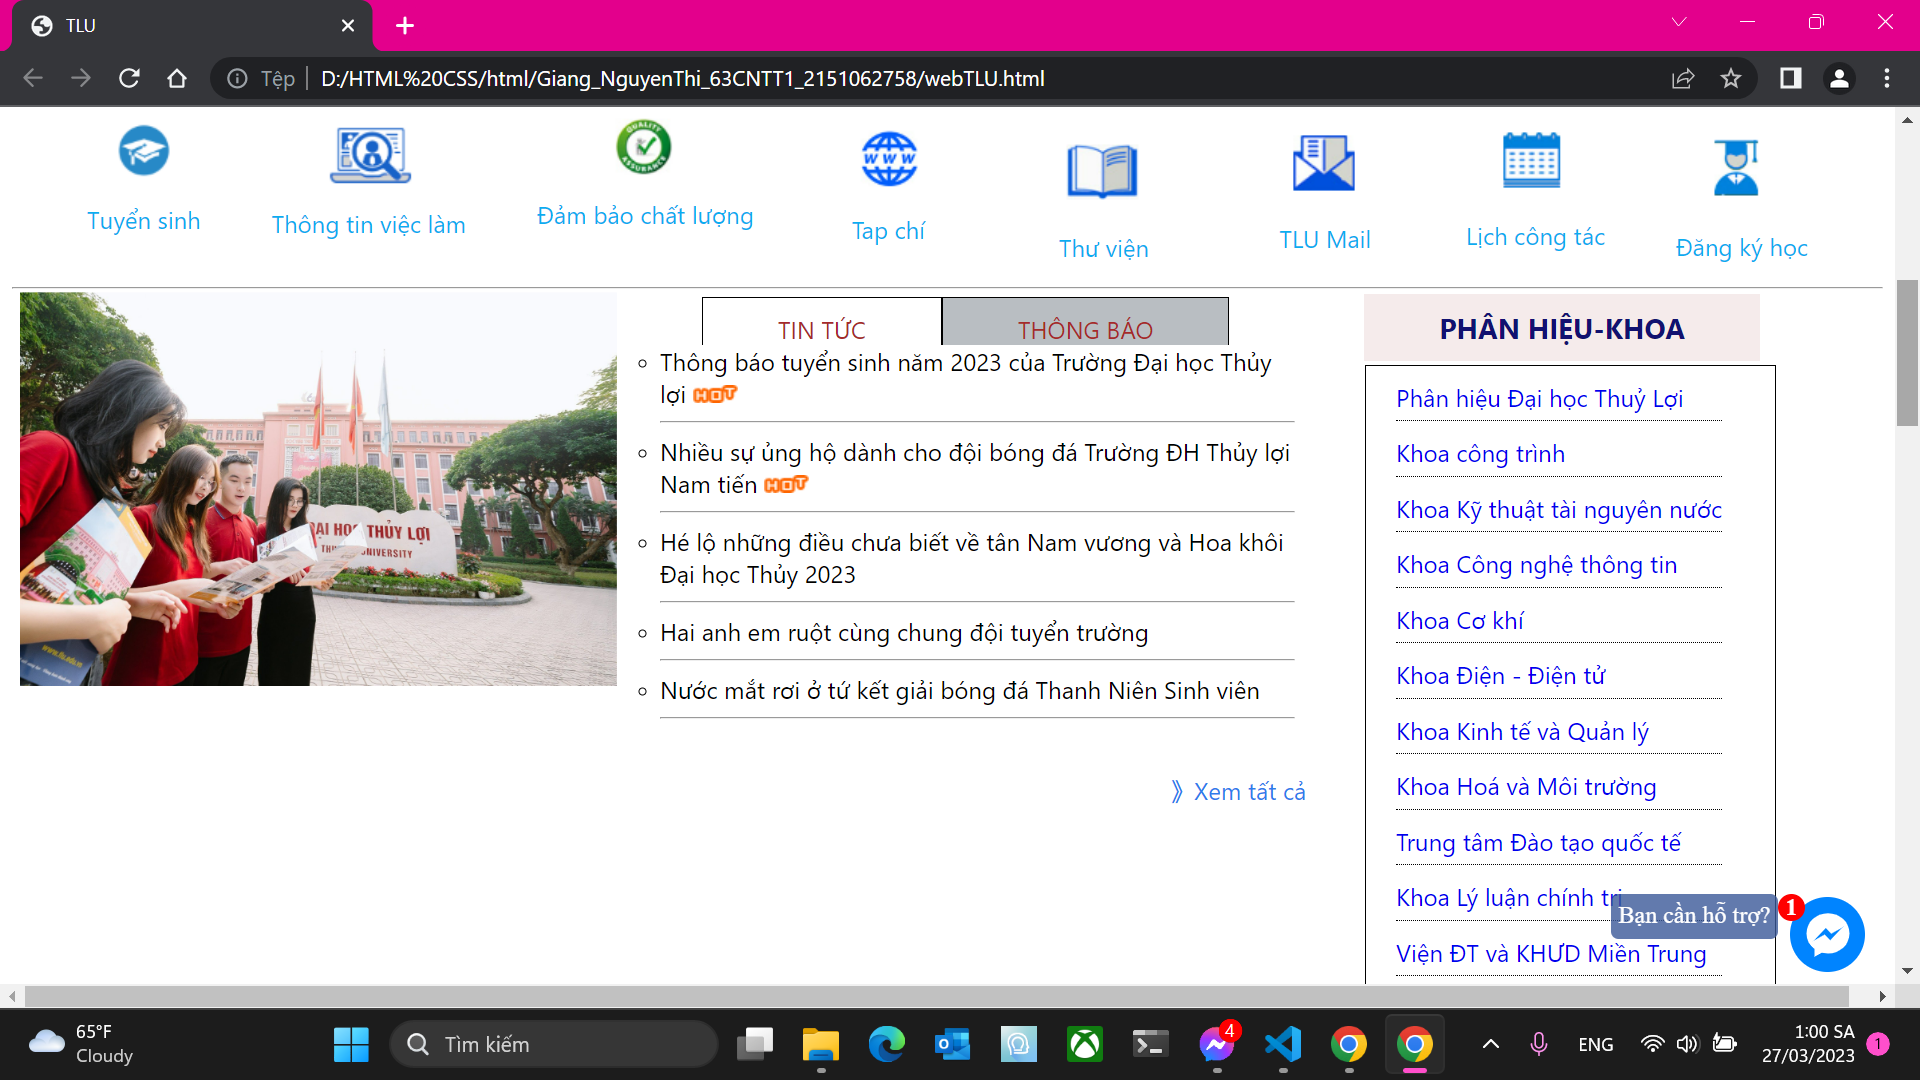 TLU
Tệp
D:/HTML%20CSS/html/Giang_NguyenThi_63CNTT1_2151062758/webTLU.html
QUALITY
ASSURANCE
WWW
Tuyển sinh
Thông tin việc làm
Đảm bảo chất lượng
Tap chí
Thư viện
TLU Mail
Lịch công tác
Đăng ký học
TIN TỨC
THÔNG BÁO
Thông báo tuyển sinh năm 2023 của Trường Đại học Thủy
lợi HOT
Nhiều sự ủng hộ dành cho đội bóng đá Trường ĐH Thủy lợi
Nam tiến HOT
Hé lộ những điều chưa biết về tân Nam vương và Hoa khôi
Đại học Thủy 2023
Hai anh em ruột cùng chung đội tuyển trường
Nước mắt rơi ở tứ kết giải bóng đá Thanh Niên Sinh viên
》Xem tất cả
HỌC THỦY LỢI
UNIVERSITY
PHÂN HIỆU-KHOA
Phân hiệu Đại học Thuỷ Lợi
Khoa công trình
Khoa Kỹ thuật tài nguyên nước
Khoa Công nghệ thông tin
Khoa Cơ khí
Khoa Điện - Điện tử
Khoa Kinh tế và Quản lý
Khoa Hoá và Môi trường
Trung tâm Đào tạo quốc tế
Khoa Lý luận chính trị
Viện ĐT và KHƯD Miền Trung
Bạn cần hỗ trợ?
1
65°F
Cloudy
Tìm kiếm
4
ENG
1:00 SA
27/03/2023
1